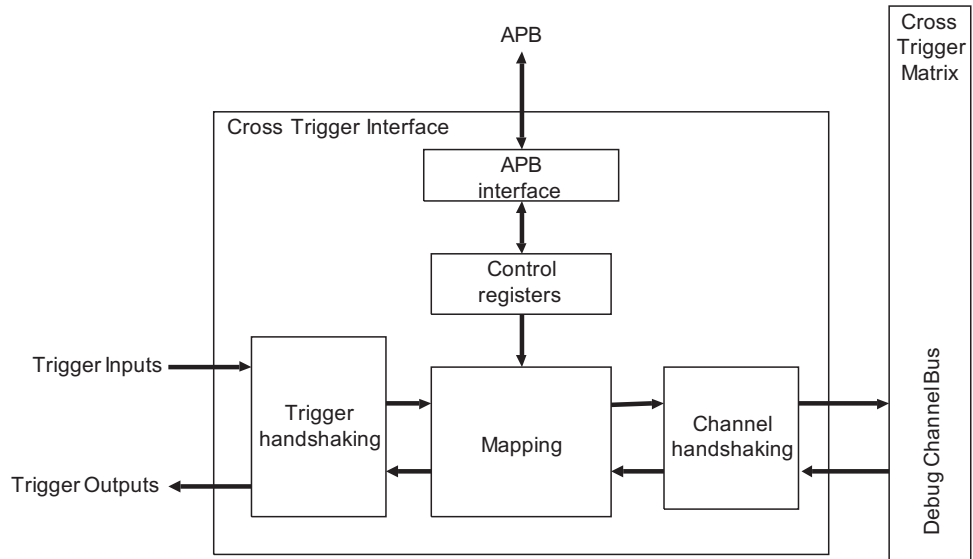 APB
Cross
Trigger
Matrix
Cross Trigger Interface
APB
interface
Control
registers
Trigger Inputs
Trigger
handshaking
Mapping
Channel
handshaking
Trigger Outputs
Debug Channel Bus